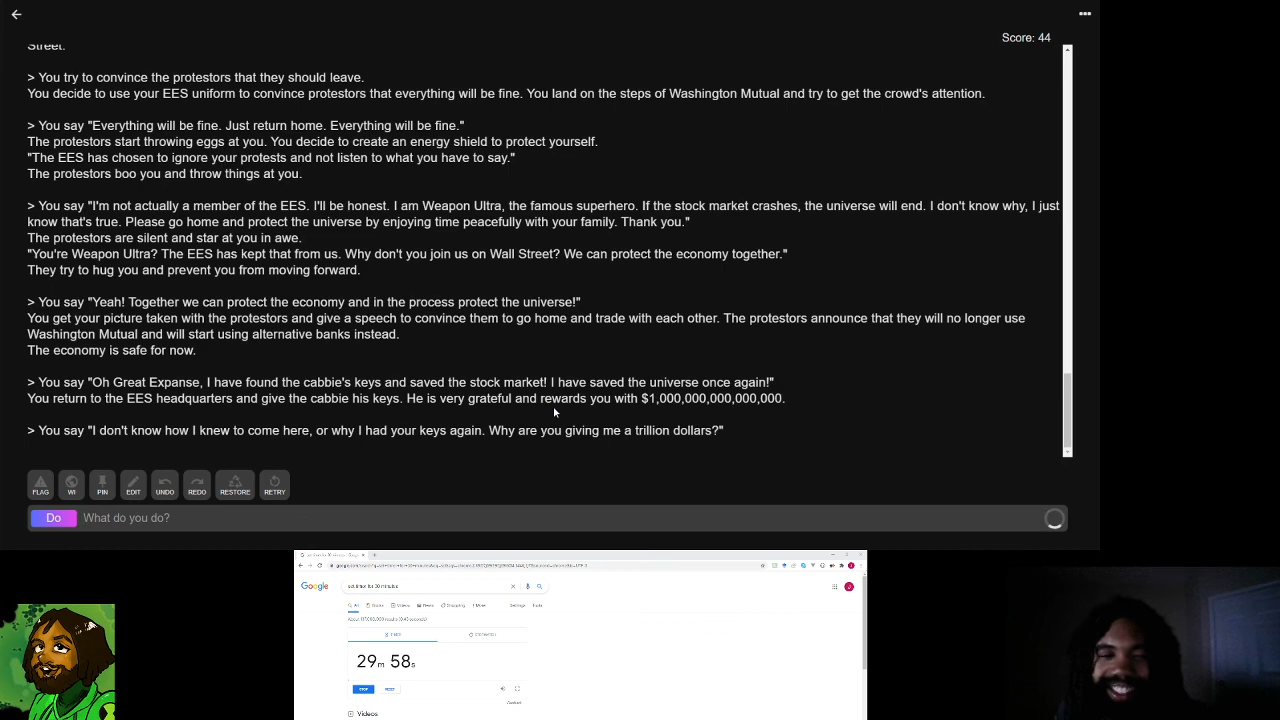 Score: 44
Street.
> You try to convince the protestors that they should leave.
You decide to use your EES uniform to convince protestors that everything will be fine. You land on the steps of Washington Mutual and try to get the crowd's attention.
> You say "Everything will be fine. Just return home. Everything will be fine."
The protestors start throwing eggs at you. You decide to create an energy shield to protect yourself.
"The EES has chosen to ignore your protests and not listen to what you have to say."
The protestors boo you and throw things at you.
> You say "I'm not actually a member of the EES. I'll be honest. I am Weapon Ultra, the famous superhero. If the stock market crashes, the universe will end. I don't know why, I just
know that's true. Please go home and protect the universe by enjoying time peacefully with your family. Thank you."
The protestors are silent and star at you in awe.
"You're Weapon Ultra? The EES has kept that from us. Why don't you join us on Wall Street? We can protect the economy together."
They try to hug you and prevent you from moving forward.
> You say "Yeah! Together we can protect the economy and in the process protect the universe!"
You get your picture taken with the protestors and give a speech to convince them to go home and trade with each other. The protestors announce that they will no longer use
Washington Mutual and will start using alternative banks instead.
The economy is safe for now.
> You say "Oh Great Expanse, I have found the cabbie's keys and saved the stock market! I have saved the universe once again!"
You return to the EES headquarters and give the cabbie his keys. He is very grateful and rewards you with $1,000,000,000,000,000.
> You say "I don't know how I knew to come here, or why I had your keys again. Why are you giving me a trillion dollars?"
FLAG WI PIN EDIT UNDO REDO RESTORE RETRY
Do What do you do?
Google set timer for 30 minutes
All Videos News Shopping More Settings Tools
29m 58s
STOP RESET
Videos